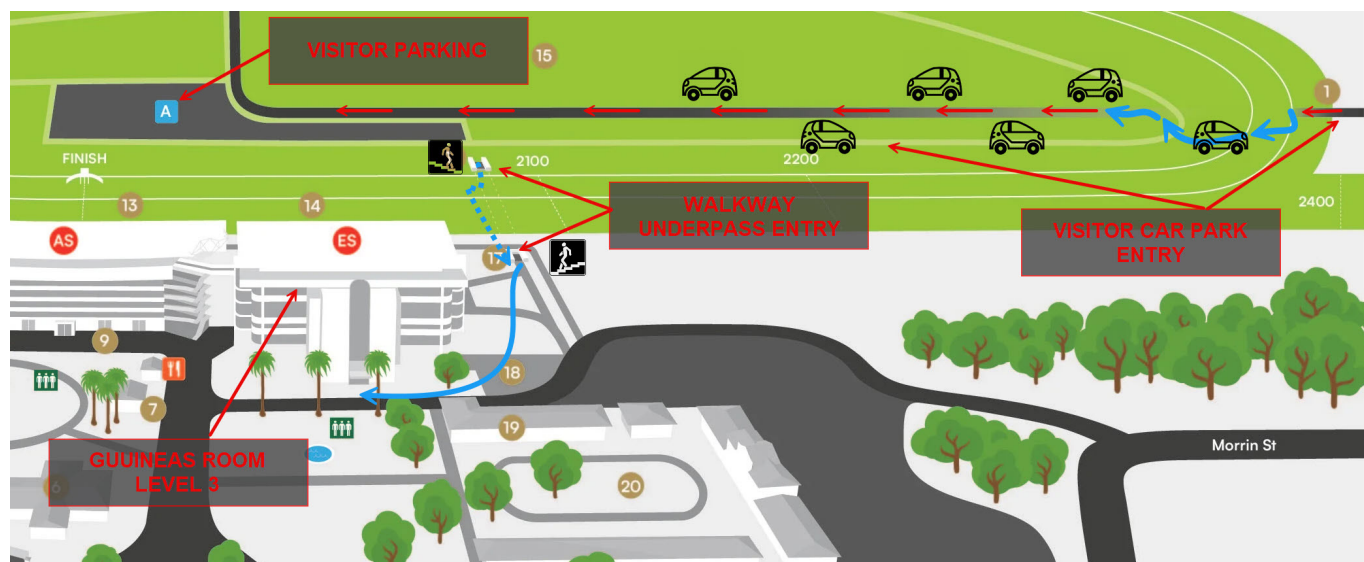 VISITOR PARKING
15
1
A
FINISH
2100
2200
13
14
WALKWAY
UNDERPASS ENTRY
VISITOR CAR PARK
ENTRY
2400
AS
ES
17
9
18
7
19
Morrin St
GUUINEAS ROOM
LEVEL 3
6
20